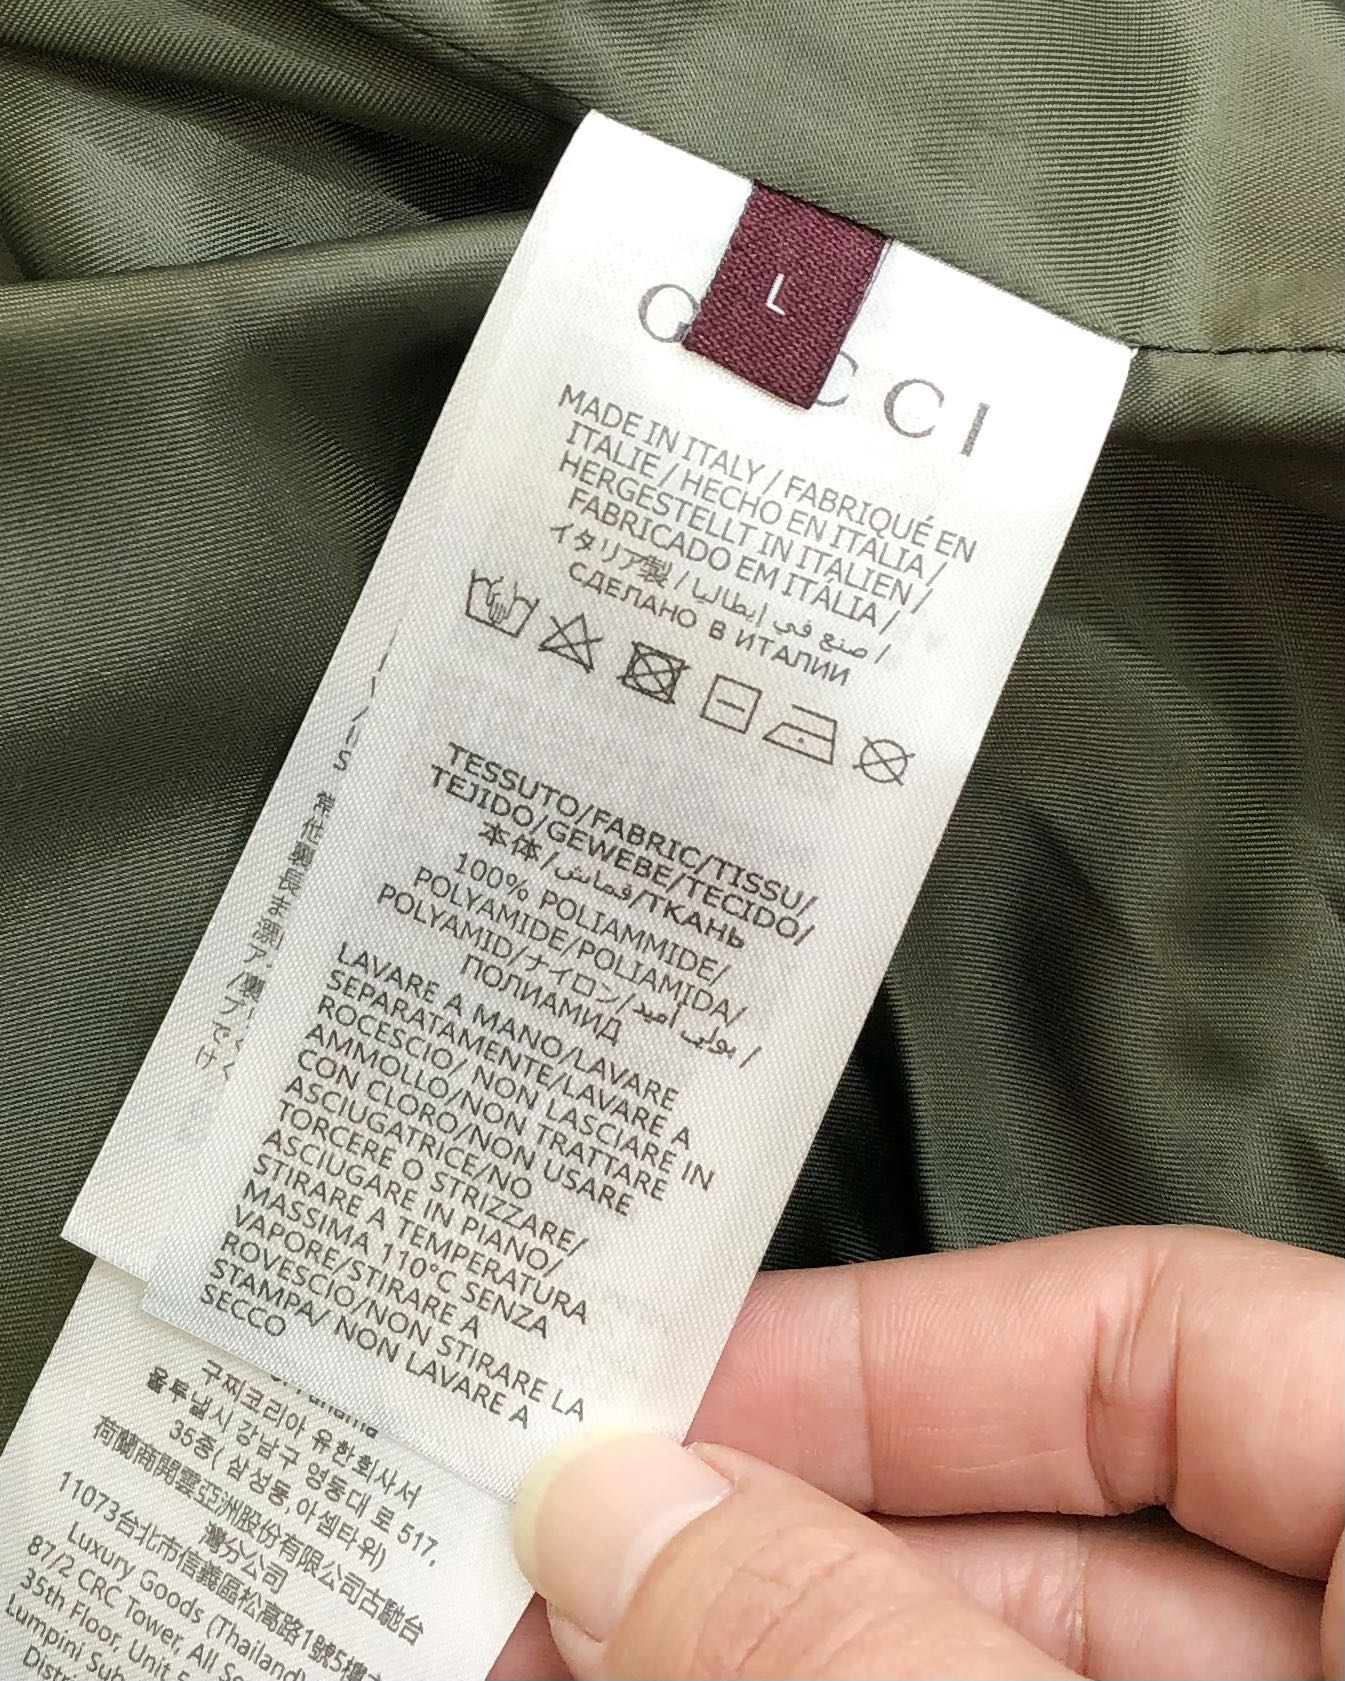 L
G CCI
MADE IN ITALY / FABRIQUÉ EN
ITALIE / HECHO EN ITALIA /
HERGESTELLT IN ITALIEN /
FABRICADO EM ITÁLIA /
イタリア製 / صنع في إيطاليا /
СДЕЛАНО В ИТАЛИИ
TESSUTO/FABRIC/TISSU/
TEJIDO/GEWEBE/TECIDO/
本体/قماش/ТКАНЬ
100% POLIAMMIDE/
POLYAMIDE/POLIAMIDA/
POLYAMID/ナイロン/بولي أميد /
ПОЛИАМИД
LAVARE A MANO/LAVARE
SEPARATAMENTE/LAVARE A
ROCESCIO/ NON LASCIARE IN
AMMOLLO/NON TRATTARE
CON CLORO/NON USARE
ASCIUGATRICE/NO
TORCERE O STRIZZARE/
ASCIUGARE IN PIANO/
STIRARE A TEMPERATURA
MASSIMA 110°C SENZA
VAPORE/STIRARE A
ROVESCIO/NON STIRARE LA
STAMPA/ NON LAVARE A
SECCO
구찌코리아 유한회사서
울투널시 강남구 영동대 로 517,
35층( 삼성동,아셈타워)
荷蘭商開雲亞洲股份有限公司古馳台
灣分公司
11073台北市信義區松高路1號5樓
Luxury Goods (Thailand)
87/2 CRC Tower, All
35th Floor, Unit
Lumpini